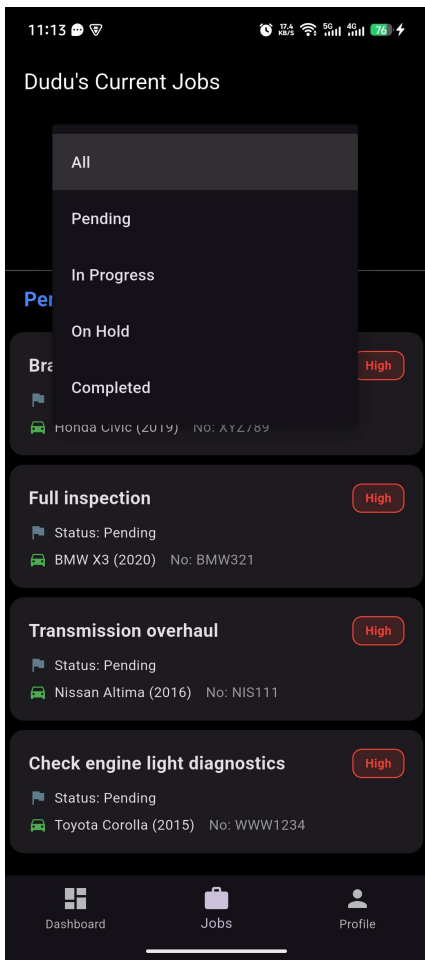 11:13
17.4
KB/S
5G
4G
76
Dudu's Current Jobs
All
Pending
In Progress
On Hold
Completed
High
Honda Civic (2019) No: XYZ789
Full inspection
High
Status: Pending
BMW X3 (2020) No: BMW321
Transmission overhaul
High
Status: Pending
Nissan Altima (2016) No: NIS111
Check engine light diagnostics
High
Status: Pending
Toyota Corolla (2015) No: WWW1234
Dashboard
Jobs
Profile